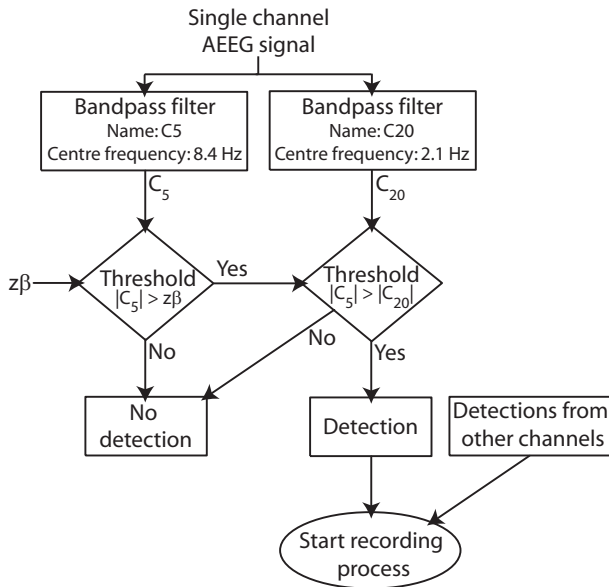 Single channel
AEEG signal
Bandpass filter
Name: C5
Centre frequency: 8.4 Hz
Bandpass filter
Name: C20
Centre frequency: 2.1 Hz
C5
C20
zβ
Threshold
|C5| > zβ
Yes
Threshold
|C5| > |C20|
No
No
Yes
No
detection
Detection
Detections from
other channels
Start recording
process